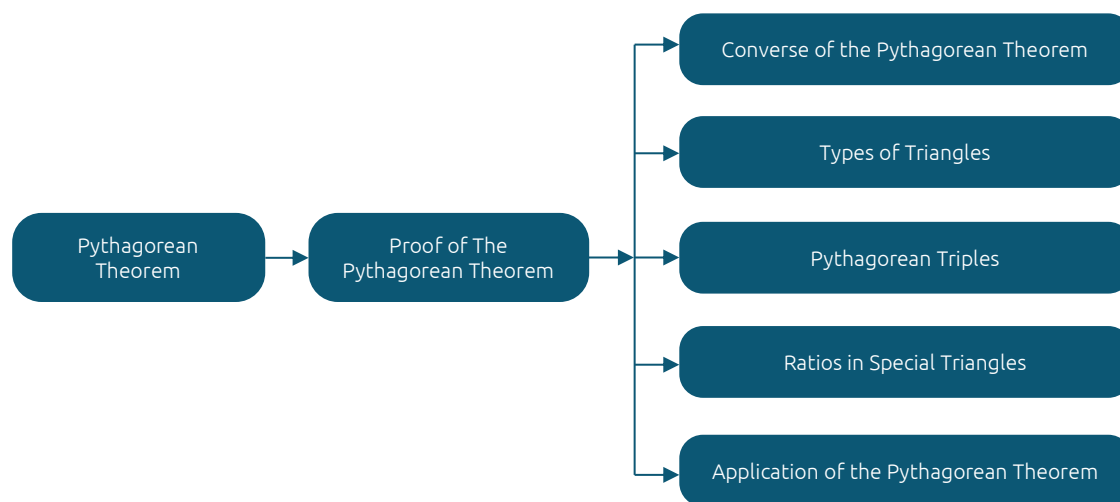 Converse of the Pythagorean Theorem
Types of Triangles
Pythagorean
Theorem
Proof of The
Pythagorean Theorem
Pythagorean Triples
Ratios in Special Triangles
Application of the Pythagorean Theorem